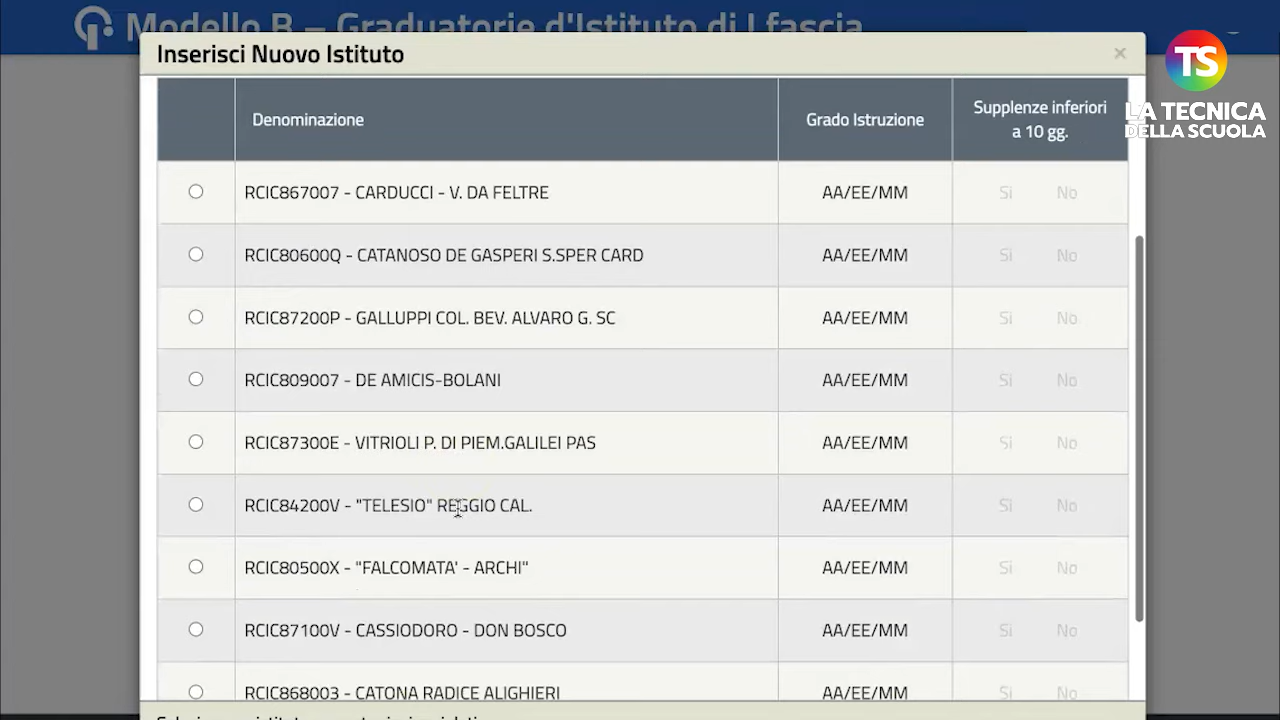 Modello B – Graduatorie d'Istituto di I fascia
Inserisci Nuovo Istituto ×
TS
LA TECNICA
DELLA SCUOLA
Denominazione Grado Istruzione Supplenze inferiori a 10 gg.
RCIC867007 - CARDUCCI - V. DA FELTRE AA/EE/MM Si No
RCIC80600Q - CATANOSO DE GASPERI S.SPER CARD AA/EE/MM Si No
RCIC87200P - GALLUPPI COL. BEV. ALVARO G. SC AA/EE/MM Si No
RCIC809007 - DE AMICIS-BOLANI AA/EE/MM Si No
RCIC87300E - VITRIOLI P. DI PIEM.GALILEI PAS AA/EE/MM Si No
RCIC84200V - "TELESIO" REGGIO CAL. AA/EE/MM Si No
RCIC80500X - "FALCOMATA' - ARCHI" AA/EE/MM Si No
RCIC87100V - CASSIODORO - DON BOSCO AA/EE/MM Si No
RCIC868003 - CATONA RADICE ALIGHIERI AA/EE/MM Si No